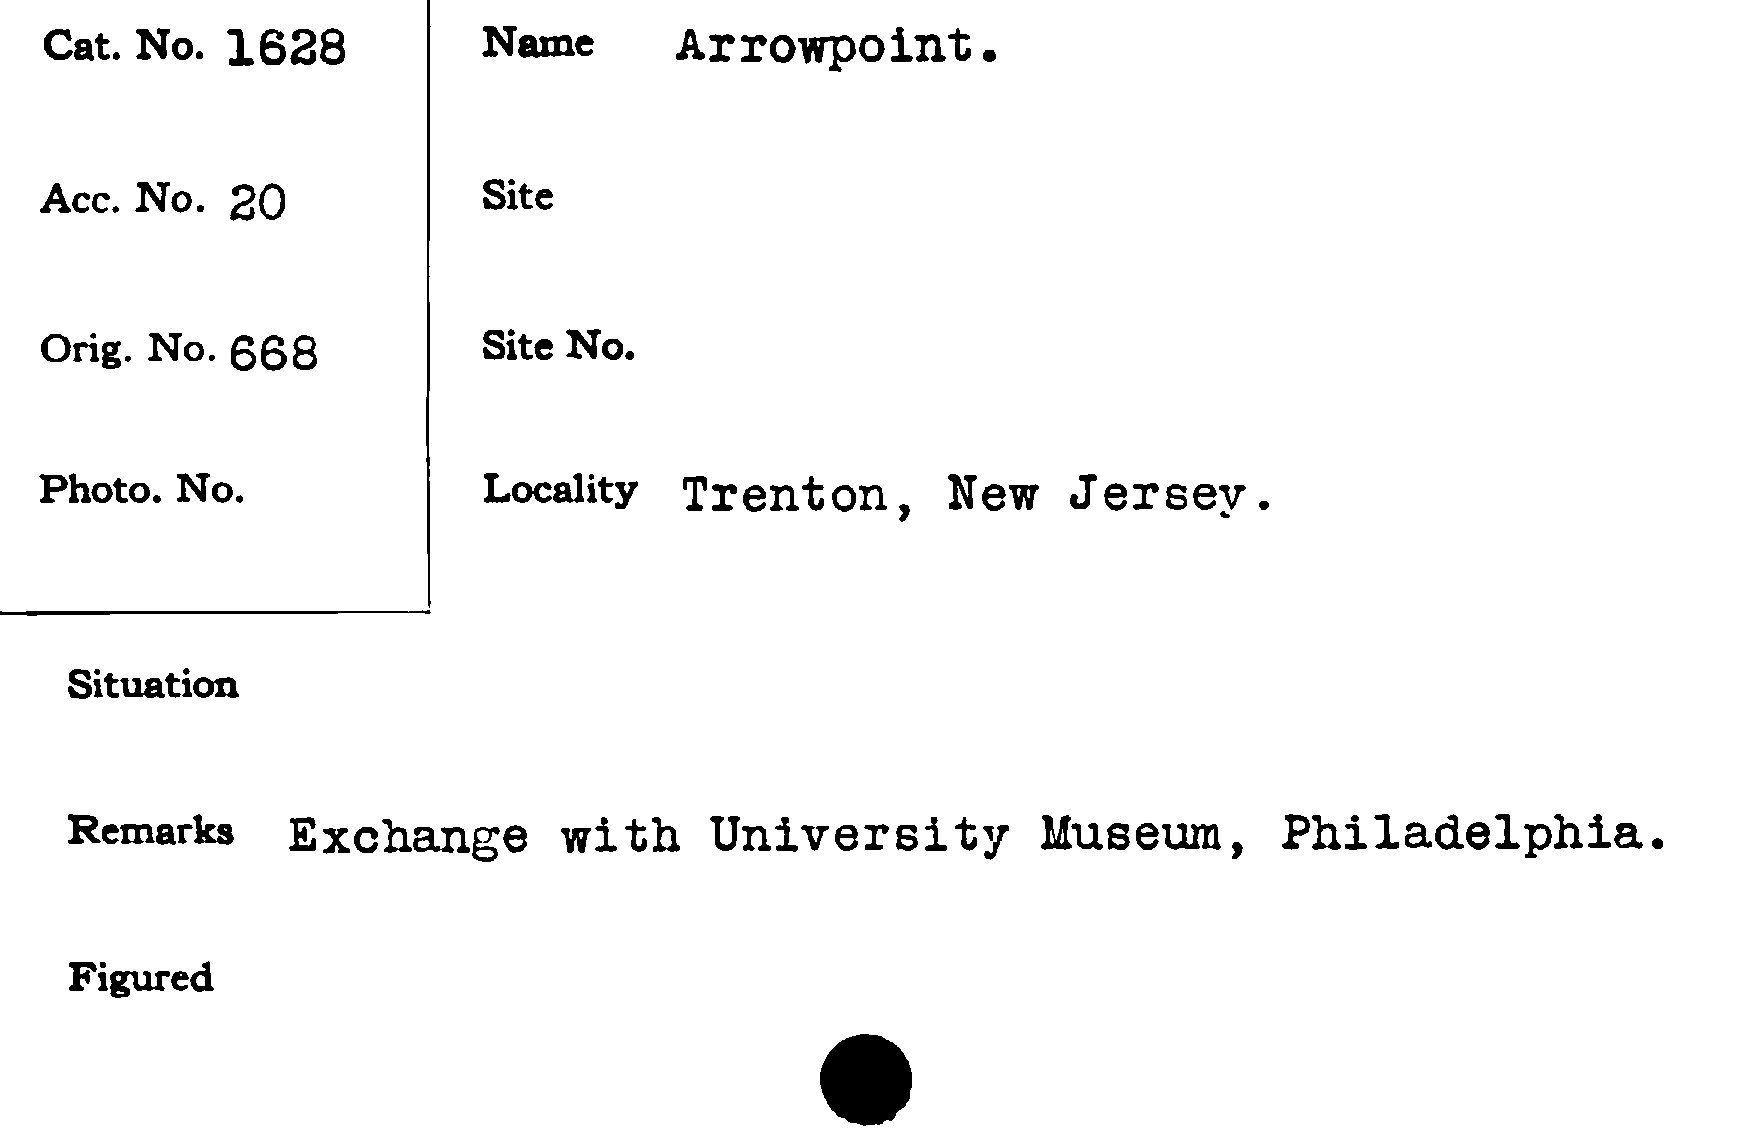 Cat. No. 1628
Acc. No. 20
Orig. No. 668
Photo. No.
Name Arrowpoint.
Site
Site No.
Locality Trenton, New Jersey.
Situation
Remarks Exchange with University Museum, Philadelphia.
Figured